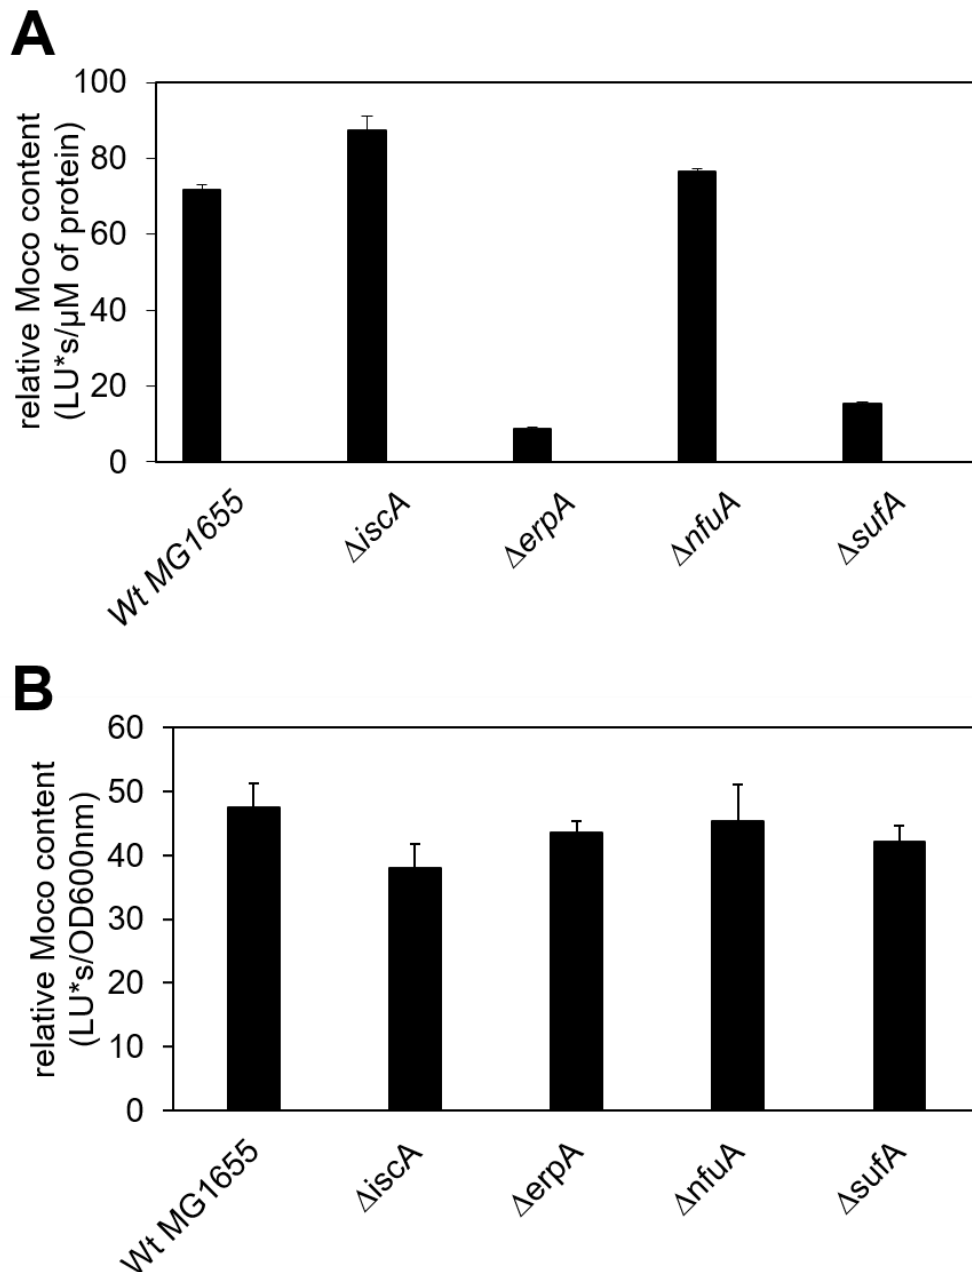 A
relative Moco content
(LU*s/µM of protein)
100
80
60
40
20
0
Wt MG1655
ΔiscA
ΔerpA
ΔnfuA
ΔsufA
B
relative Moco content
(LU*s/OD600nm)
60
50
40
30
20
10
0
Wt MG1655
ΔiscA
ΔerpA
ΔnfuA
ΔsufA